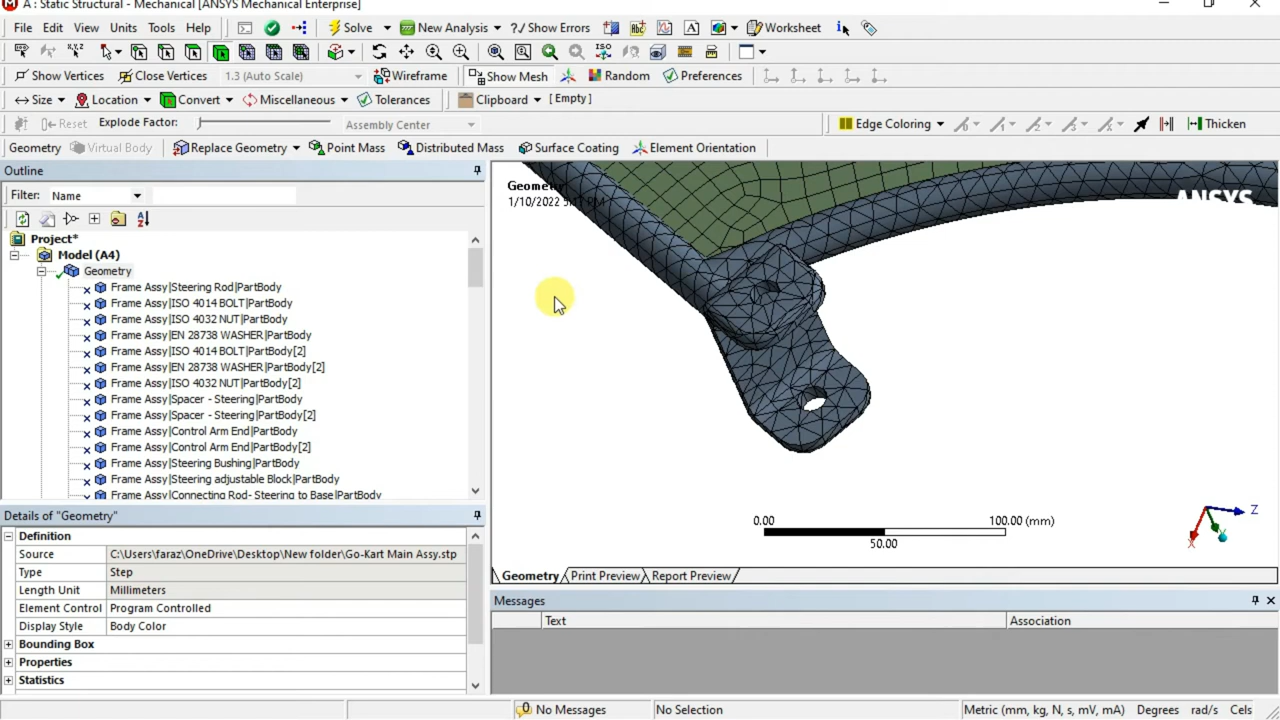 A : Static Structural - Mechanical [ANSYS Mechanical Enterprise]
File Edit View Units Tools Help Solve New Analysis ?/ Show Errors Worksheet
Show Vertices Close Vertices 1.3 (Auto Scale) Wireframe Show Mesh Random Preferences
Size Location Convert Miscellaneous Tolerances Clipboard [ Empty ]
Reset Explode Factor: Assembly Center Edge Coloring Thicken
Geometry Virtual Body Replace Geometry Point Mass Distributed Mass Surface Coating Element Orientation
Outline
Filter: Name
Project*
Model (A4)
Geometry
Frame Assy|Steering Rod|PartBody
Frame Assy|ISO 4014 BOLT|PartBody
Frame Assy|ISO 4032 NUT|PartBody
Frame Assy|EN 28738 WASHER|PartBody
Frame Assy|ISO 4014 BOLT|PartBody[2]
Frame Assy|EN 28738 WASHER|PartBody[2]
Frame Assy|ISO 4032 NUT|PartBody[2]
Frame Assy|Spacer - Steering|PartBody
Frame Assy|Spacer - Steering|PartBody[2]
Frame Assy|Control Arm End|PartBody
Frame Assy|Control Arm End|PartBody[2]
Frame Assy|Steering Bushing|PartBody
Frame Assy|Steering adjustable Block|PartBody
Frame Assy|Connecting Rod- Steering to Base|PartBody
Details of "Geometry"
Definition
Source C:\Users\faraz\OneDrive\Desktop\New folder\Go-Kart Main Assy.stp
Type Step
Length Unit Millimeters
Element Control Program Controlled
Display Style Body Color
Bounding Box
Properties
Statistics
Geometry
1/10/2022
ANSYS
0.00 100.00 (mm)
50.00
X
Z
Geometry Print Preview Report Preview
Messages
Text Association
0 No Messages No Selection Metric (mm, kg, N, s, mV, mA) Degrees rad/s Cels